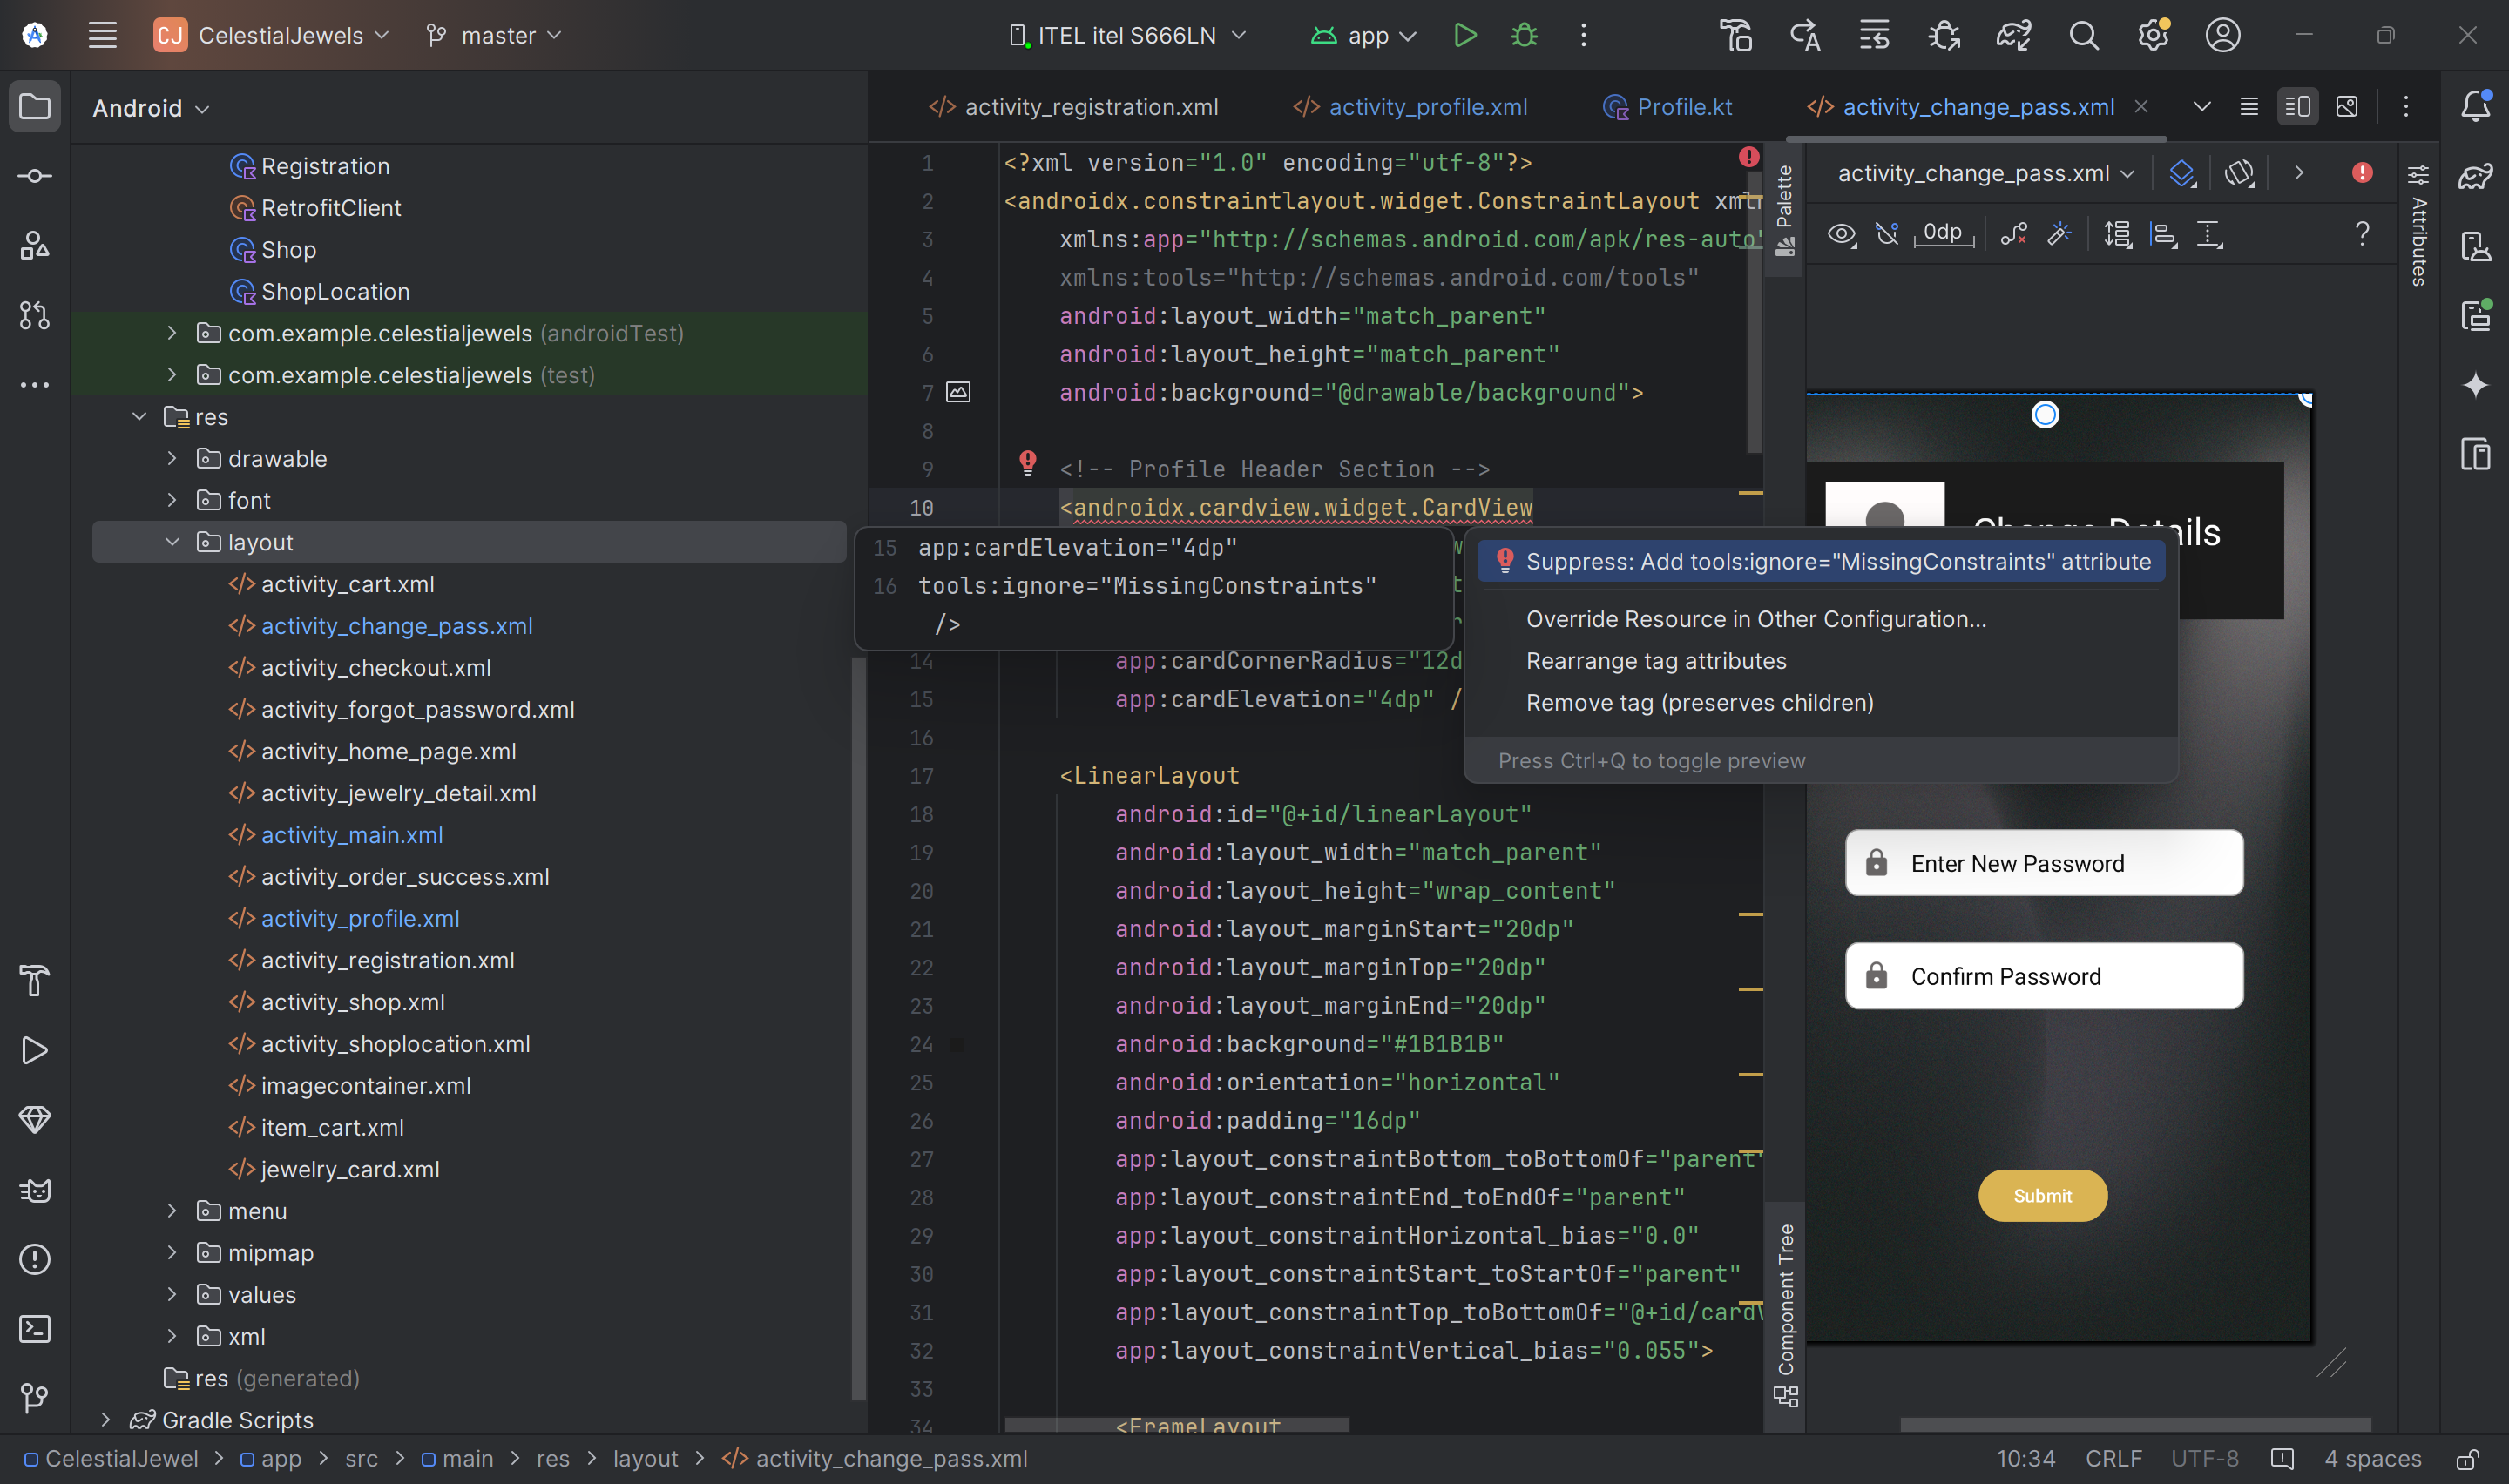 CJ CelestialJewels master ITEL itel S666LN app
Android
activity_registration.xml activity_profile.xml Profile.kt activity_change_pass.xml
Registration
RetrofitClient
Shop
ShopLocation
com.example.celestialjewels (androidTest)
com.example.celestialjewels (test)
res
drawable
font
layout
activity_cart.xml
activity_change_pass.xml
activity_checkout.xml
activity_forgot_password.xml
activity_home_page.xml
activity_jewelry_detail.xml
activity_main.xml
activity_order_success.xml
activity_profile.xml
activity_registration.xml
activity_shop.xml
activity_shoplocation.xml
imagecontainer.xml
item_cart.xml
jewelry_card.xml
menu
mipmap
values
xml
res (generated)
Gradle Scripts
1 <?xml version="1.0" encoding="utf-8"?>
2 <androidx.constraintlayout.widget.ConstraintLayout
3 xmlns:app="http://schemas.android.com/apk/res-auto"
4 xmlns:tools="http://schemas.android.com/tools"
5 android:layout_width="match_parent"
6 android:layout_height="match_parent"
7 android:background="@drawable/background">
8
9 <!-- Profile Header Section -->
10 <androidx.cardview.widget.CardView
15 app:cardElevation="4dp"
16 tools:ignore="MissingConstraints"
/>
14 app:cardCornerRadius="12d
15 app:cardElevation="4dp" /
16
17 <LinearLayout
18 android:id="@+id/linearLayout"
19 android:layout_width="match_parent"
20 android:layout_height="wrap_content"
21 android:layout_marginStart="20dp"
22 android:layout_marginTop="20dp"
23 android:layout_marginEnd="20dp"
24 android:background="#1B1B1B"
25 android:orientation="horizontal"
26 android:padding="16dp"
27 app:layout_constraintBottom_toBottomOf="parent"
28 app:layout_constraintEnd_toEndOf="parent"
29 app:layout_constraintHorizontal_bias="0.0"
30 app:layout_constraintStart_toStartOf="parent"
31 app:layout_constraintTop_toBottomOf="@+id/card
32 app:layout_constraintVertical_bias="0.055">
33
34 <FrameLayout
Suppress: Add tools:ignore="MissingConstraints" attribute
Override Resource in Other Configuration...
Rearrange tag attributes
Remove tag (preserves children)
Press Ctrl+Q to toggle preview
Palette
Component Tree
activity_change_pass.xml
0dp
?
Attributes
Change Details
Enter New Password
Confirm Password
Submit
CelestialJewel > app > src > main > res > layout > activity_change_pass.xml
10:34 CRLF UTF-8 4 spaces